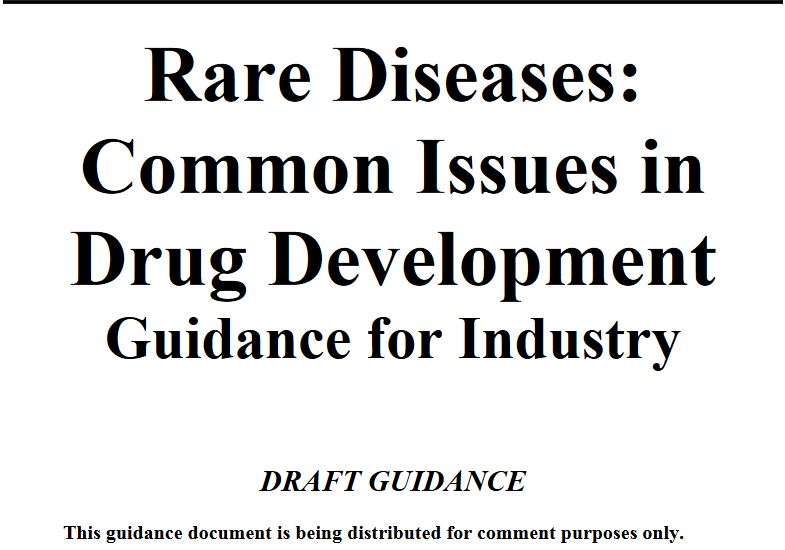 Rare Diseases:
Common Issues in
Drug Development
Guidance for Industry
DRAFT GUIDANCE
This guidance document is being distributed for comment purposes only.